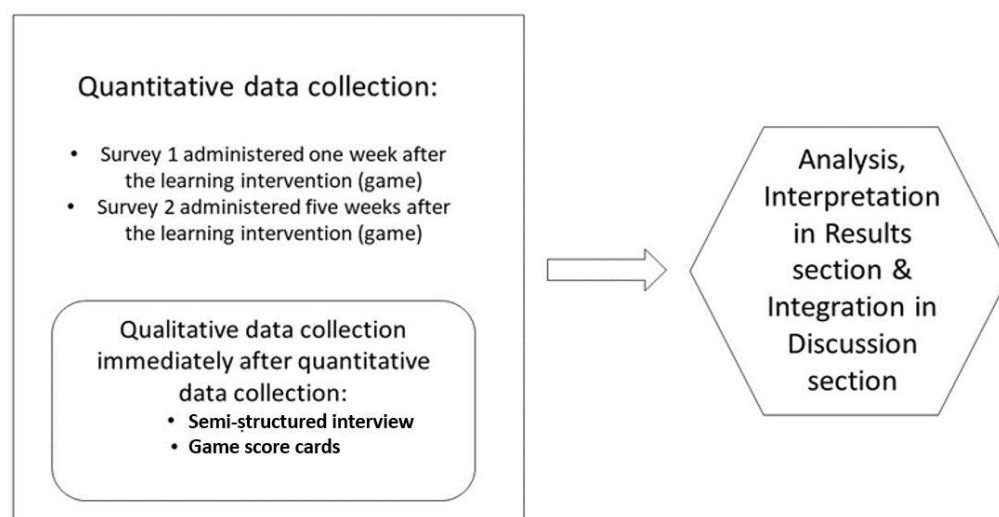 Quantitative data collection:
• Survey 1 administered one week after
the learning intervention (game)
• Survey 2 administered five weeks after
the learning intervention (game)
Qualitative data collection
immediately after quantitative
data collection:
• Semi-structured interview
• Game score cards
Analysis,
Interpretation
in Results
section &
Integration in
Discussion
section